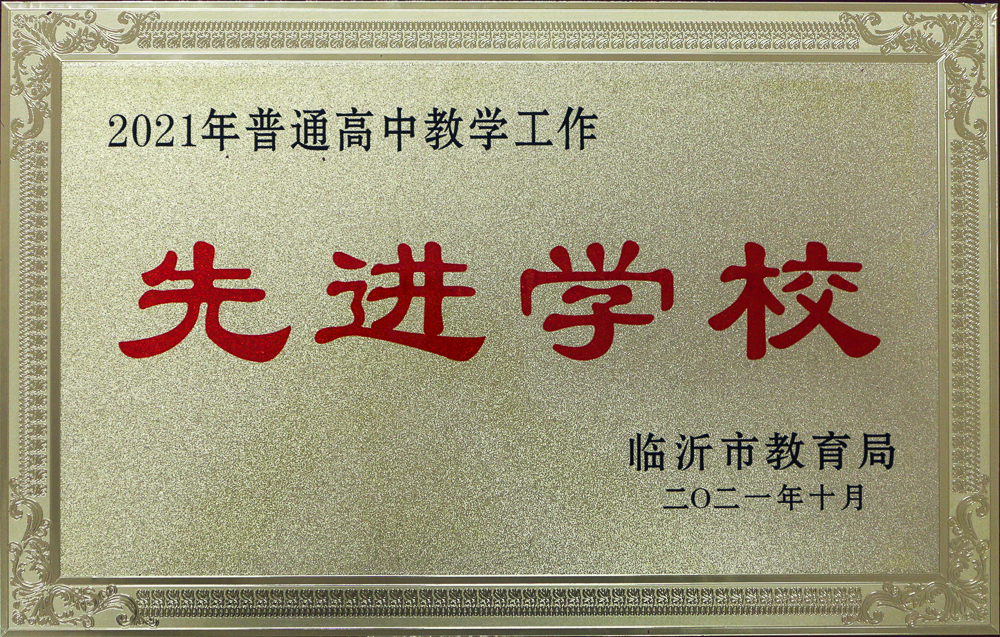 2021年普通高中教学工作
先进学校
临沂市教育局
二〇二一年十月